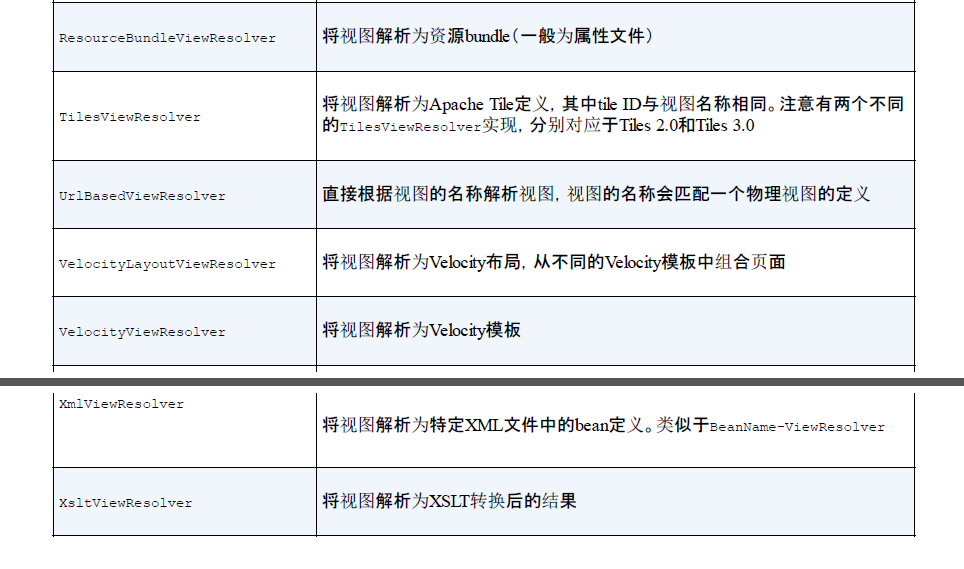 ResourceBundleViewResolver
将视图解析为资源bundle（一般为属性文件）
TilesViewResolver
将视图解析为Apache Tile定义，其中tile ID与视图名称相同。注意有两个不同
的TilesViewResolver实现，分别对应于Tiles 2.0和Tiles 3.0
UrlBasedViewResolver
直接根据视图的名称解析视图，视图的名称会匹配一个物理视图的定义
VelocityLayoutViewResolver
将视图解析为Velocity布局，从不同的Velocity模板中组合页面
VelocityViewResolver
将视图解析为Velocity模板
XmlViewResolver
将视图解析为特定XML文件中的bean定义。类似于BeanName-ViewResolver
XsltViewResolver
将视图解析为XSLT转换后的结果